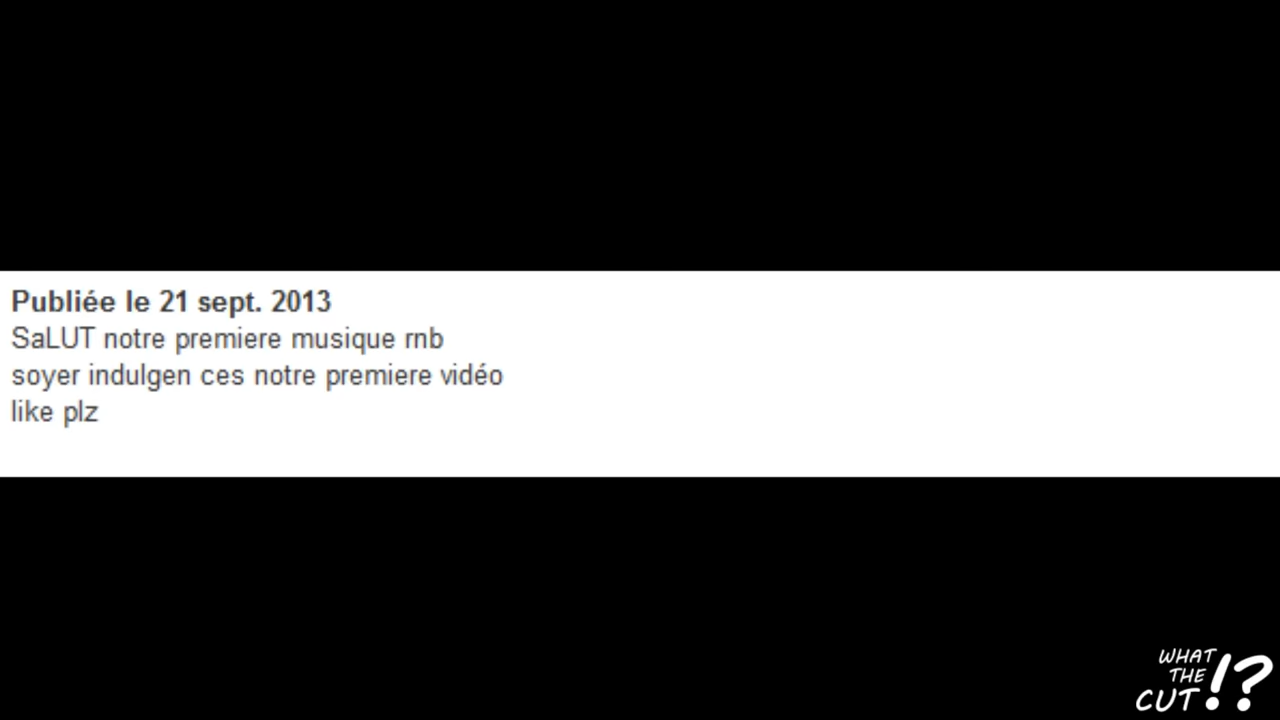 Publiée le 21 sept. 2013
SaLUT notre premiere musique rnb
soyer indulgen ces notre premiere vidéo
like plz
WHAT
THE
CUT!?